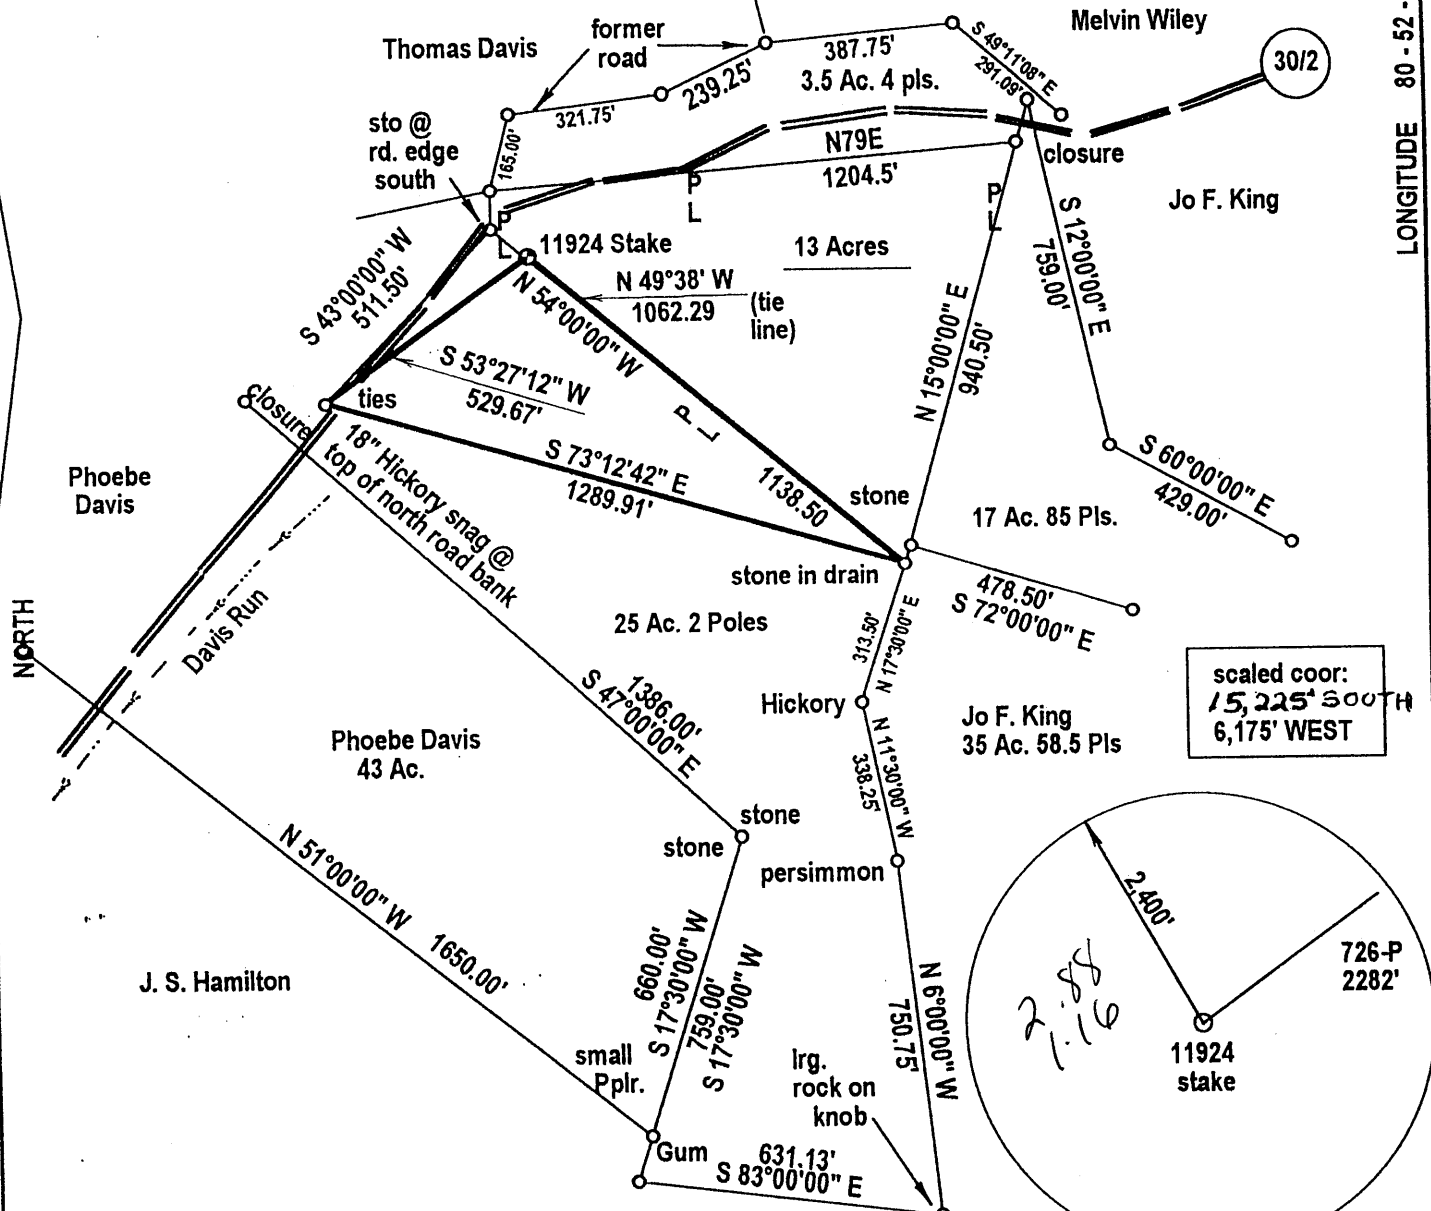 Melvin Wiley
LONGITUDE 80 - 52 -
Thomas Davis
former
road
387.75'
S 49°11'08" E
291.09'
30/2
239.25'
3.5 Ac. 4 pls.
321.75'
165.00'
sto @
rd. edge
south
N79E
1204.5'
closure
P
L
P
L
P
L
Jo F. King
S 12°00'00" E
759.00'
11924 Stake
13 Acres
S 43°00'00" W
511.50'
N 49°38' W
1062.29
(tie
line)
N 54°00'00" W
N 15°00'00" E
940.50'
S 53°27'12" W
529.67'
closure
ties
P
L
18" Hickory snag @
top of north road bank
S 73°12'42" E
1289.91'
1138.50
stone
S 60°00'00" E
429.00'
Phoebe
Davis
17 Ac. 85 Pls.
stone in drain
478.50'
S 72°00'00" E
NORTH
Davis Run
25 Ac. 2 Poles
313.50'
N 17°30'00" E
scaled coor:
15,225' SOUTH
6,175' WEST
1386.00'
S 47°00'00" E
Hickory
Jo F. King
35 Ac. 58.5 Pls
Phoebe Davis
43 Ac.
N 11°30'00" W
338.25'
stone
stone
persimmon
N 51°00'00" W 1650.00'
2,400'
726-P
2282'
2.88
1.16
11924
stake
J. S. Hamilton
660.00'
S 17°30'00" W
759.00'
S 17°30'00" W
N 6°00'00" W
750.75'
small
Pplr.
lrg.
rock on
knob
Gum
631.13'
S 83°00'00" E